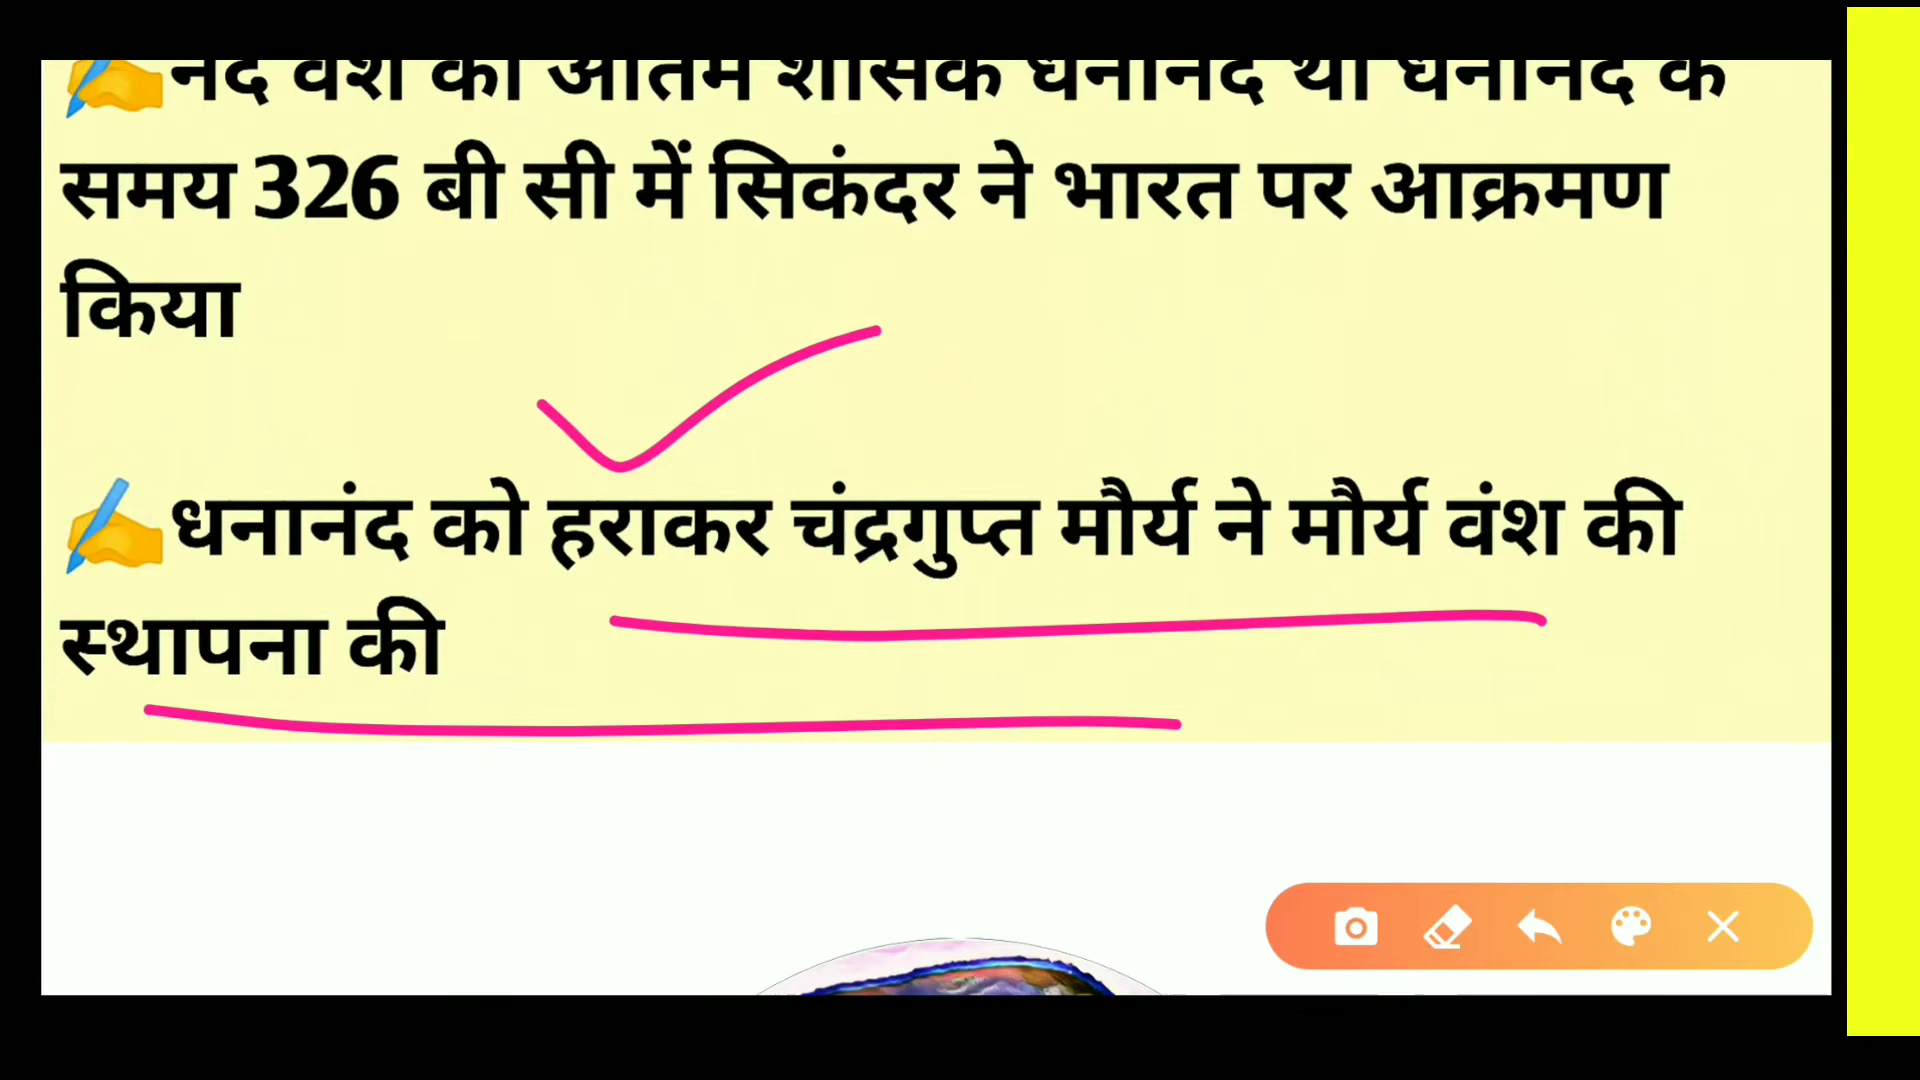 ✍️नंद वंश का अंतिम शासक धनानंद था धनानंद के
समय 326 बी सी में सिकंदर ने भारत पर आक्रमण
किया
✍️धनानंद को हराकर चंद्रगुप्त मौर्य ने मौर्य वंश की
स्थापना की